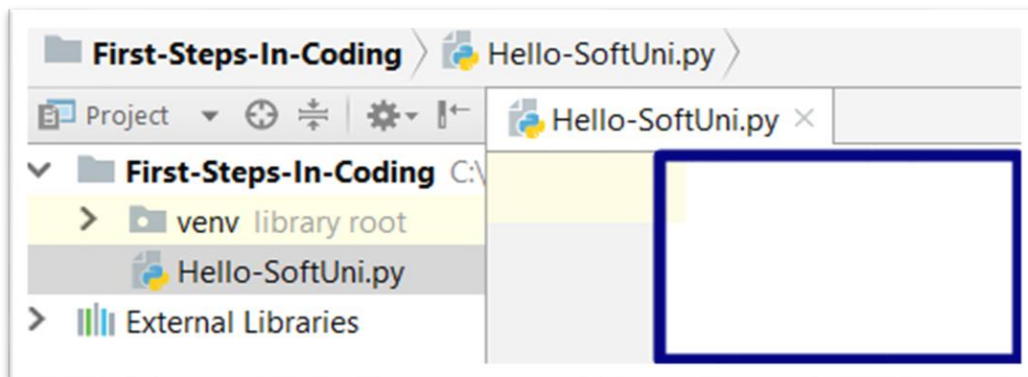 First-Steps-In-Coding Hello-SoftUni.py
Project Hello-SoftUni.py
First-Steps-In-Coding C:\
venv library root
Hello-SoftUni.py
External Libraries